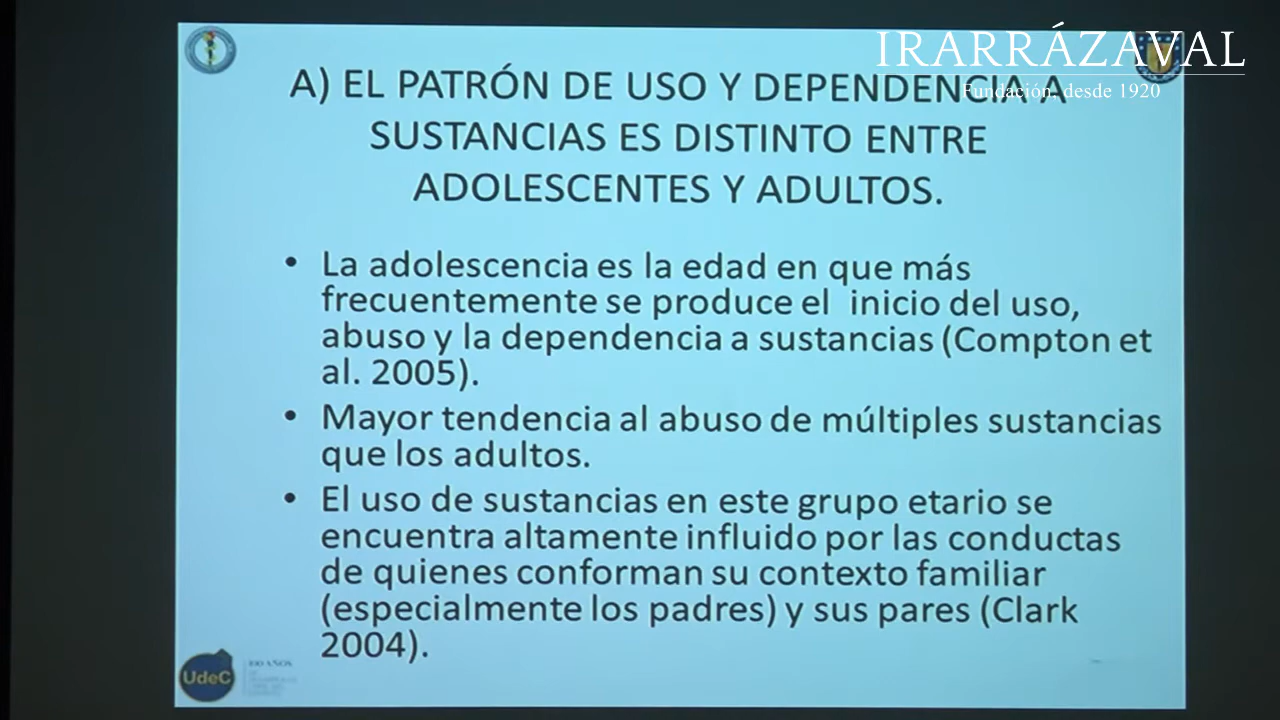 IRARRÁZAVAL
Fundación, desde 1920
A) EL PATRÓN DE USO Y DEPENDENCIA A
SUSTANCIAS ES DISTINTO ENTRE
ADOLESCENTES Y ADULTOS.
• La adolescencia es la edad en que más
frecuentemente se produce el inicio del uso,
abuso y la dependencia a sustancias (Compton et
al. 2005).
• Mayor tendencia al abuso de múltiples sustancias
que los adultos.
• El uso de sustancias en este grupo etario se
encuentra altamente influido por las conductas
de quienes conforman su contexto familiar
(especialmente los padres) y sus pares (Clark
2004).
UdeC
100 AÑOS